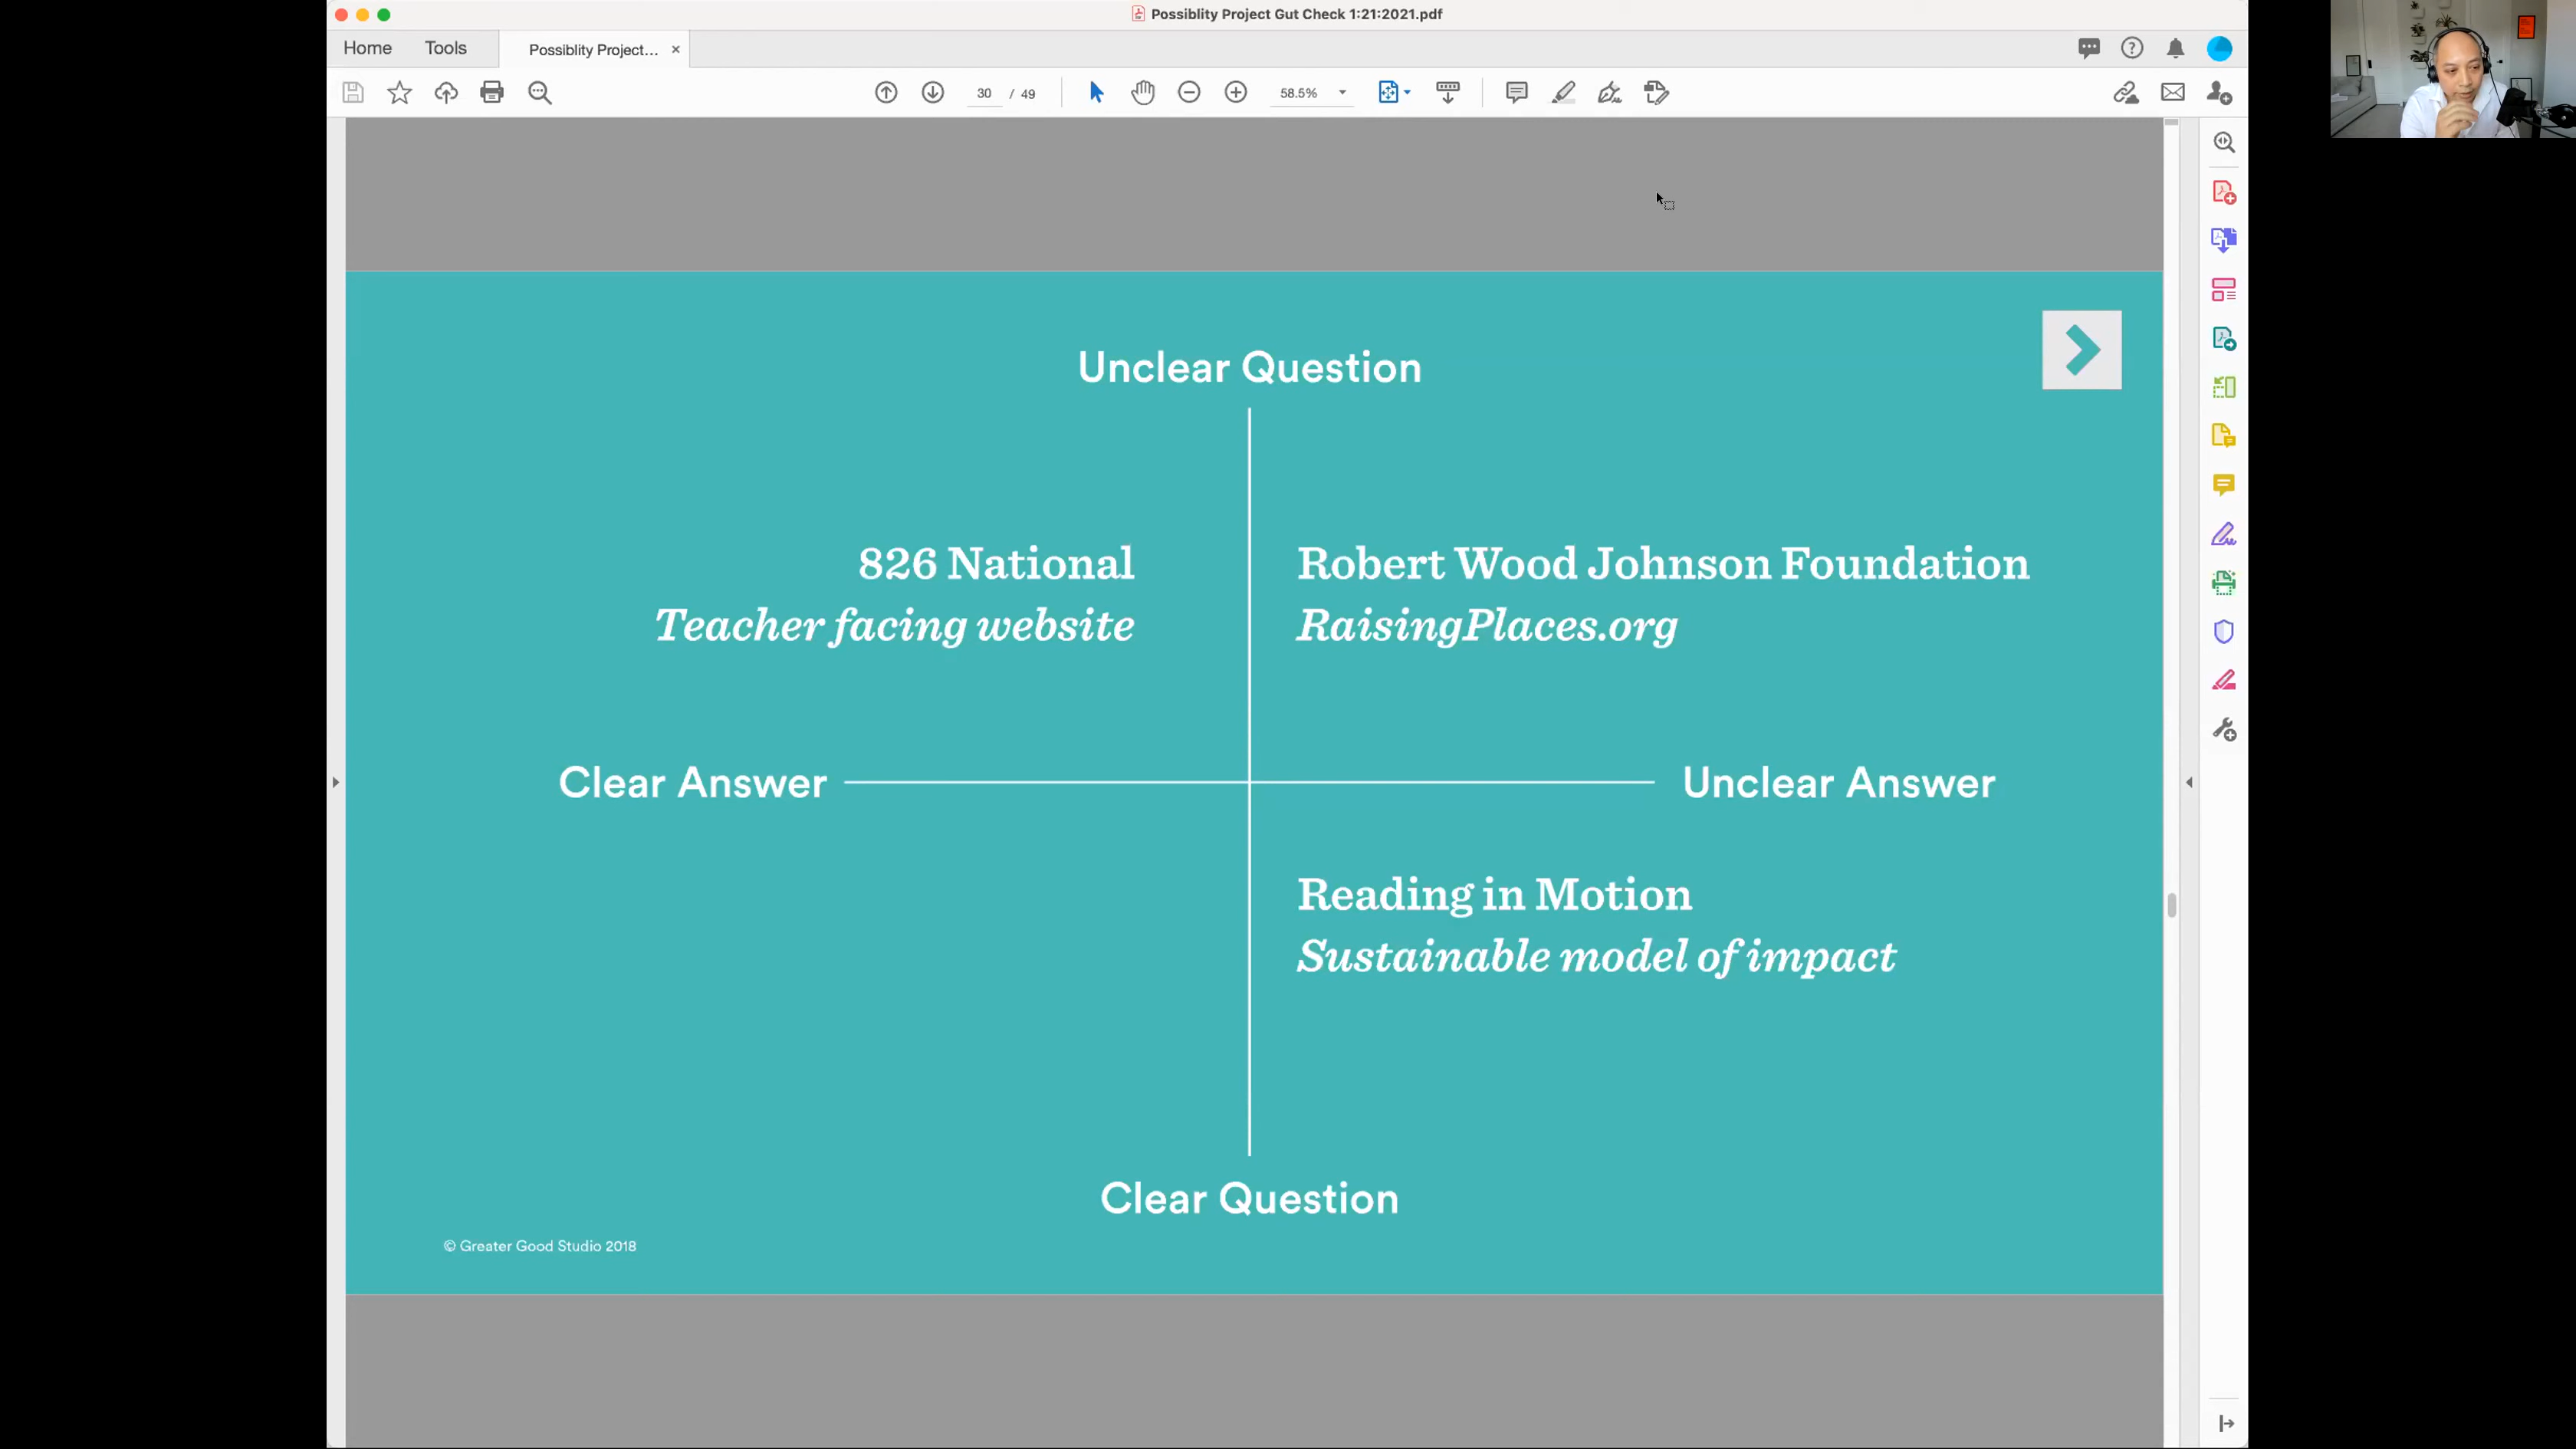 Possiblity Project Gut Check 1:21:2021.pdf
Home
Tools
Possiblity Project...
30 / 49
58.5%
Unclear Question
826 National
Teacher facing website
Robert Wood Johnson Foundation
RaisingPlaces.org
Clear Answer
Unclear Answer
Reading in Motion
Sustainable model of impact
Clear Question
© Greater Good Studio 2018